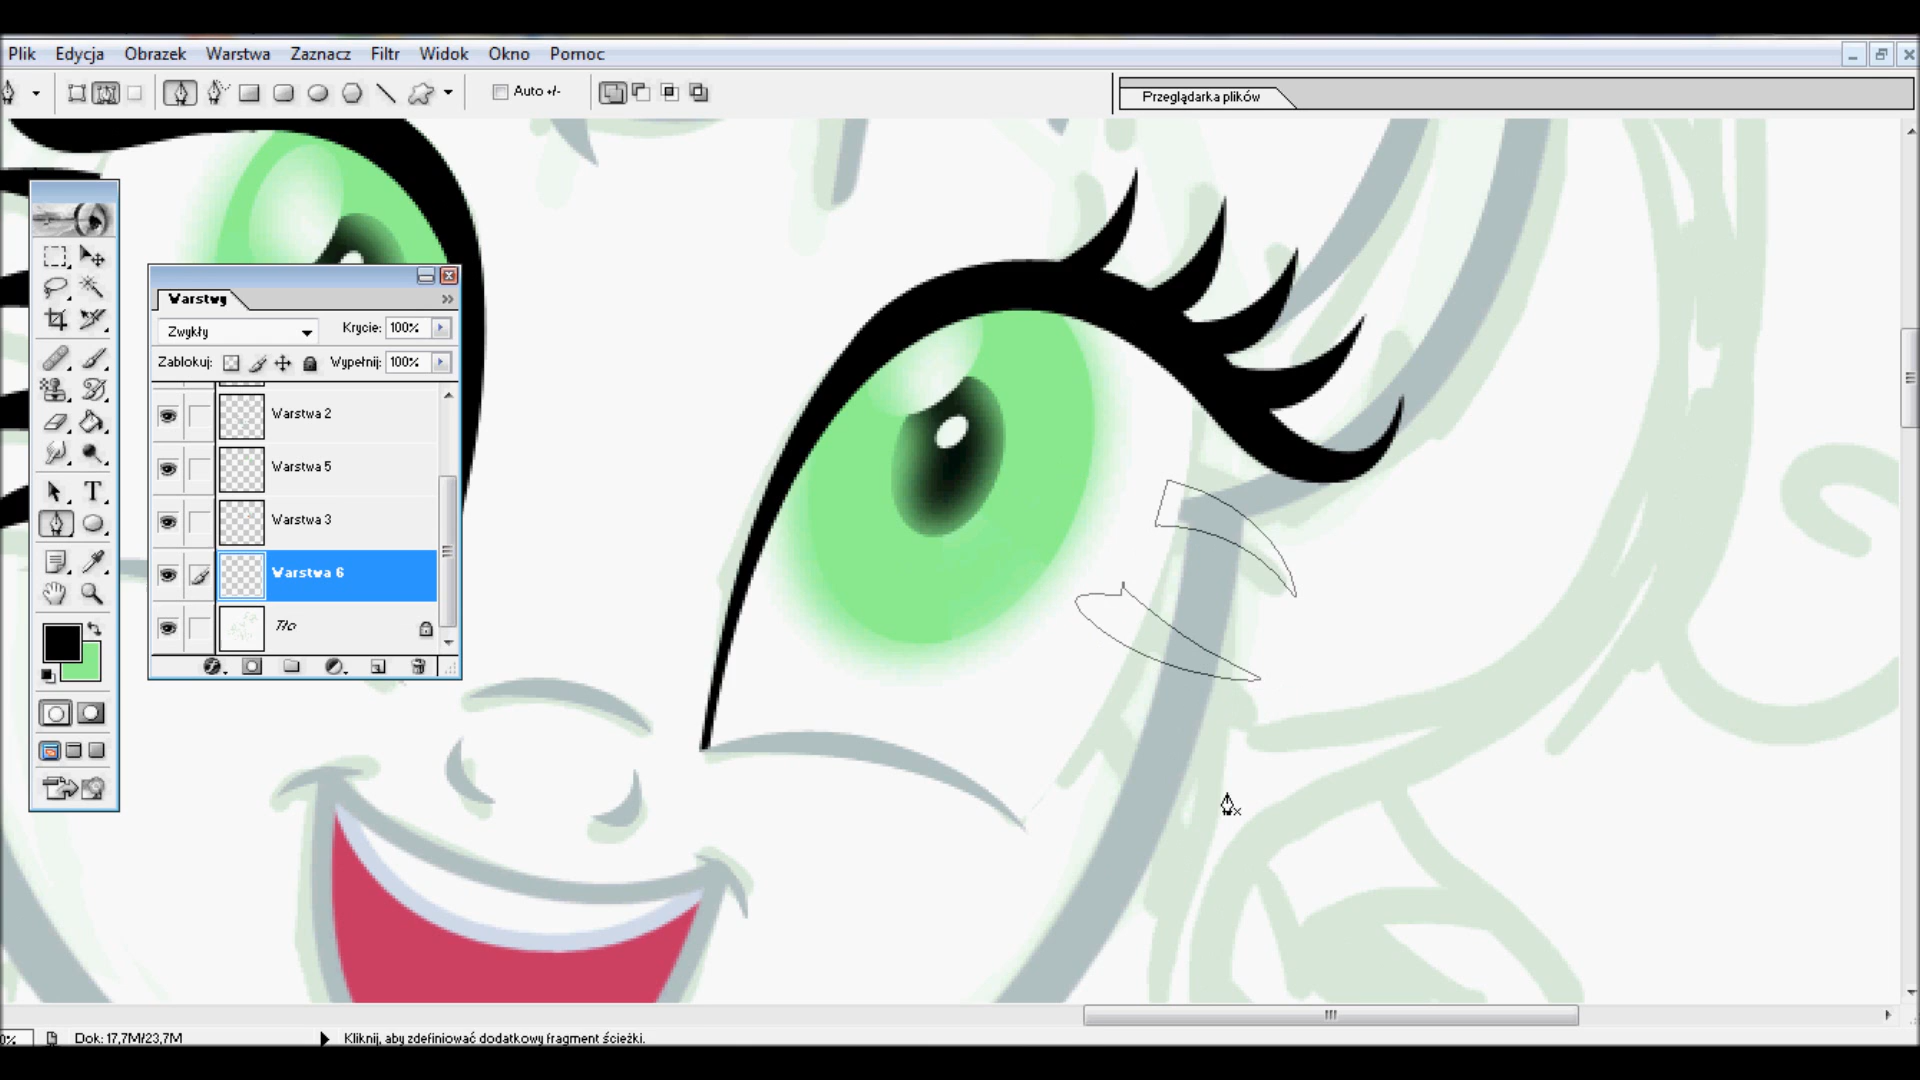 Plik Edycja Obrazek Warstwa Zaznacz Filtr Widok Okno Pomoc
Auto +/-
Przeglądarka plików
Warstwy
Zwykły Krycie: 100%
Zablokuj: Wypełnij: 100%
Warstwa 2
Warstwa 5
Warstwa 3
Warstwa 6
Tło
Dok: 17,7M/23,7M Kliknij, aby zdefiniować dodatkowy fragment ścieżki.